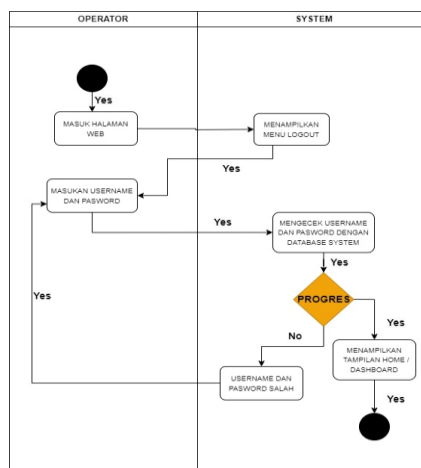 OPERATOR
SYSTEM
Yes
MASUK HALAMAN
WEB
MENAMPILKAN
MENU LOGOUT
Yes
MASUKAN USERNAME
DAN PASWORD
Yes
MENGECEK USERNAME
DAN PASWORD DENGAN
DATABASE SYSTEM
Yes
PROGRES
Yes
No
Yes
MENAMPILKAN
TAMPILAN HOME /
DASHBOARD
USERNAME DAN
PASWORD SALAH
Yes